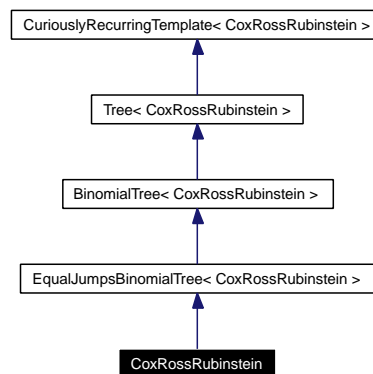 CuriouslyRecurringTemplate< CoxRossRubinstein >
Tree< CoxRossRubinstein >
BinomialTree< CoxRossRubinstein >
EqualJumpsBinomialTree< CoxRossRubinstein >
CoxRossRubinstein